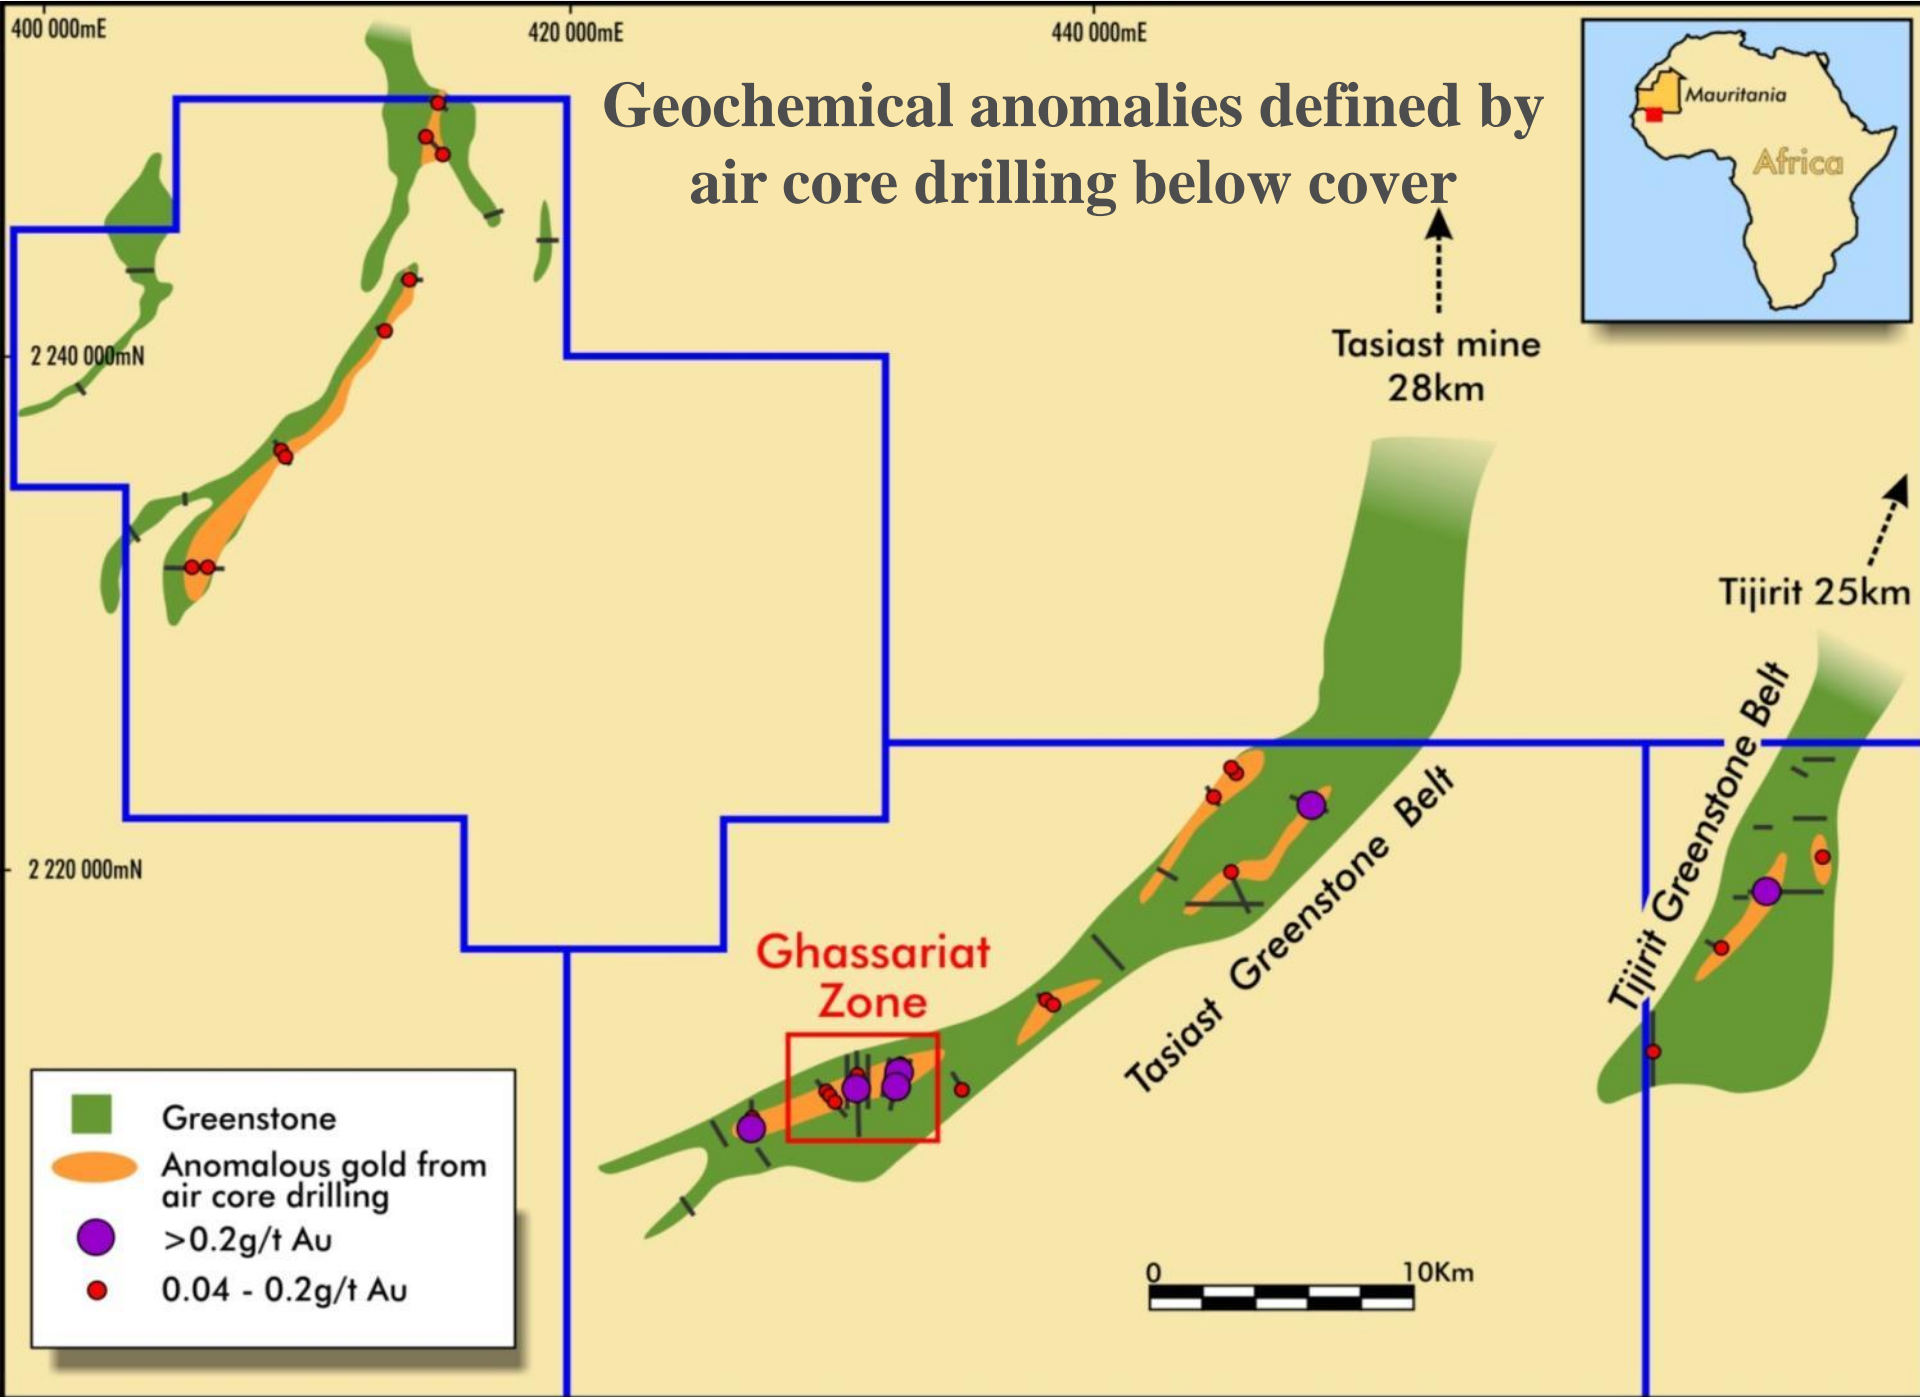 400 000mE
420 000mE
440 000mE
Geochemical anomalies defined by
air core drilling below cover
Mauritania
Africa
Tasiast mine
28km
2 240 000mN
Tijirit 25km
Tijirit Greenstone Belt
Tasiast Greenstone Belt
2 220 000mN
Ghassariat
Zone
Greenstone
Anomalous gold from
air core drilling
>0.2g/t Au
0.04 - 0.2g/t Au
0
10Km